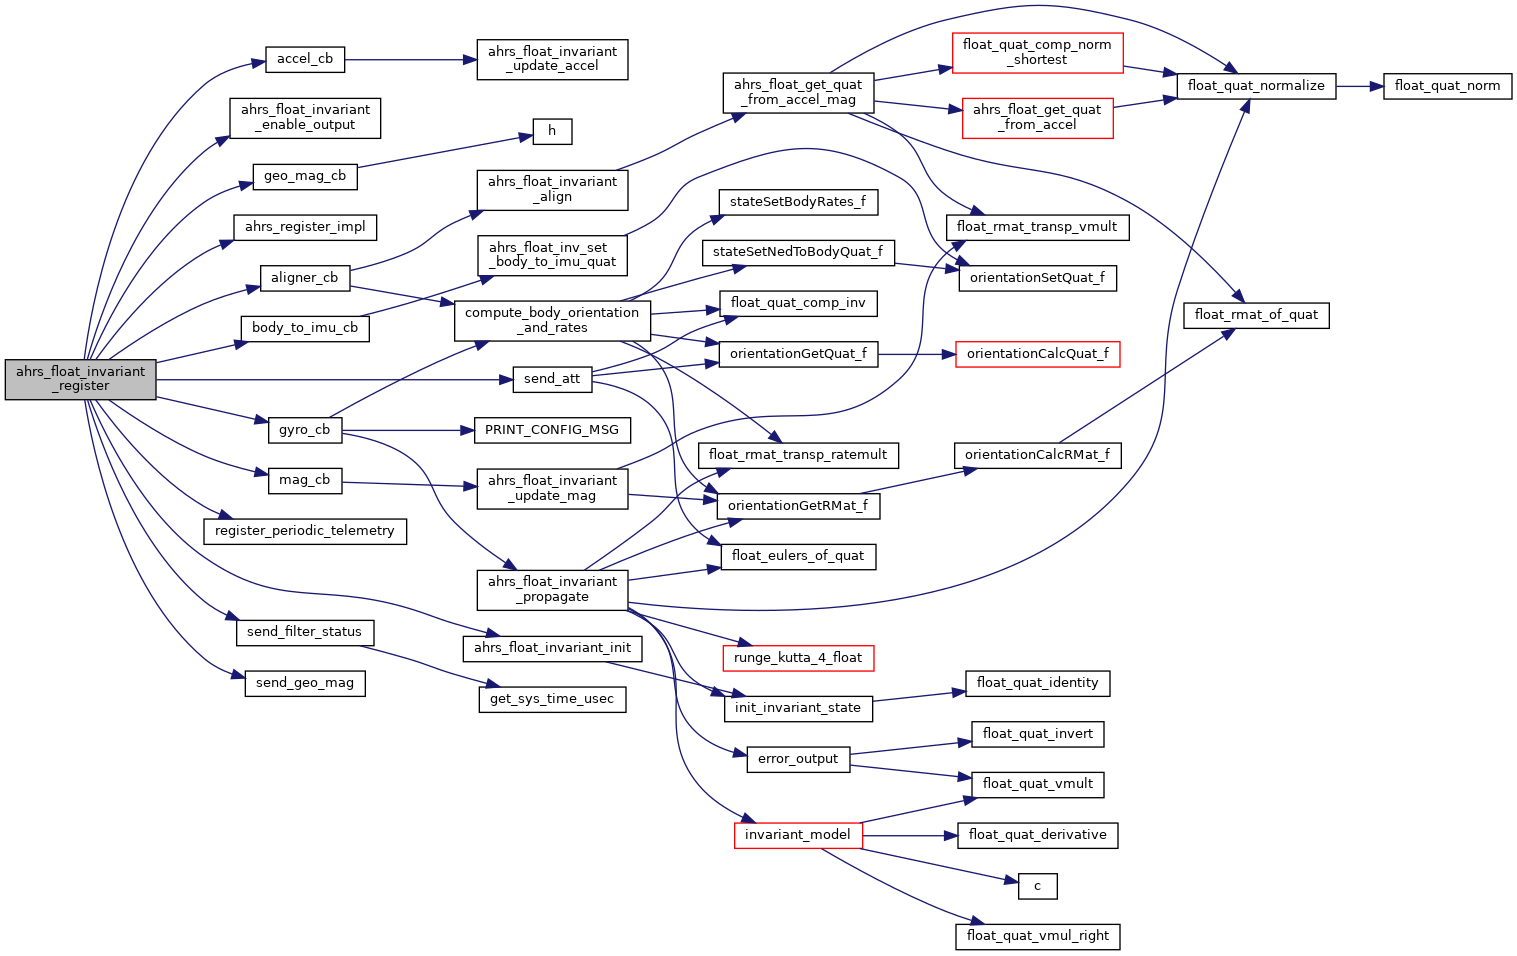 ahrs_float_invariant
_register
accel_cb
ahrs_float_invariant
_enable_output
geo_mag_cb
ahrs_register_impl
aligner_cb
body_to_imu_cb
gyro_cb
mag_cb
register_periodic_telemetry
send_filter_status
send_geo_mag
ahrs_float_invariant
_update_accel
h
ahrs_float_invariant
_align
ahrs_float_inv_set
_body_to_imu_quat
compute_body_orientation
_and_rates
send_att
PRINT_CONFIG_MSG
ahrs_float_invariant
_update_mag
ahrs_float_invariant
_propagate
ahrs_float_invariant_init
get_sys_time_usec
ahrs_float_get_quat
_from_accel_mag
stateSetBodyRates_f
stateSetNedToBodyQuat_f
float_quat_comp_inv
orientationGetQuat_f
float_rmat_transp_ratemult
orientationGetRMat_f
float_eulers_of_quat
runge_kutta_4_float
init_invariant_state
error_output
invariant_model
float_quat_comp_norm
_shortest
ahrs_float_get_quat
_from_accel
float_rmat_transp_vmult
orientationSetQuat_f
orientationCalcQuat_f
orientationCalcRMat_f
float_quat_identity
float_quat_invert
float_quat_vmult
float_quat_derivative
c
float_quat_vmul_right
float_quat_normalize
float_rmat_of_quat
float_quat_norm